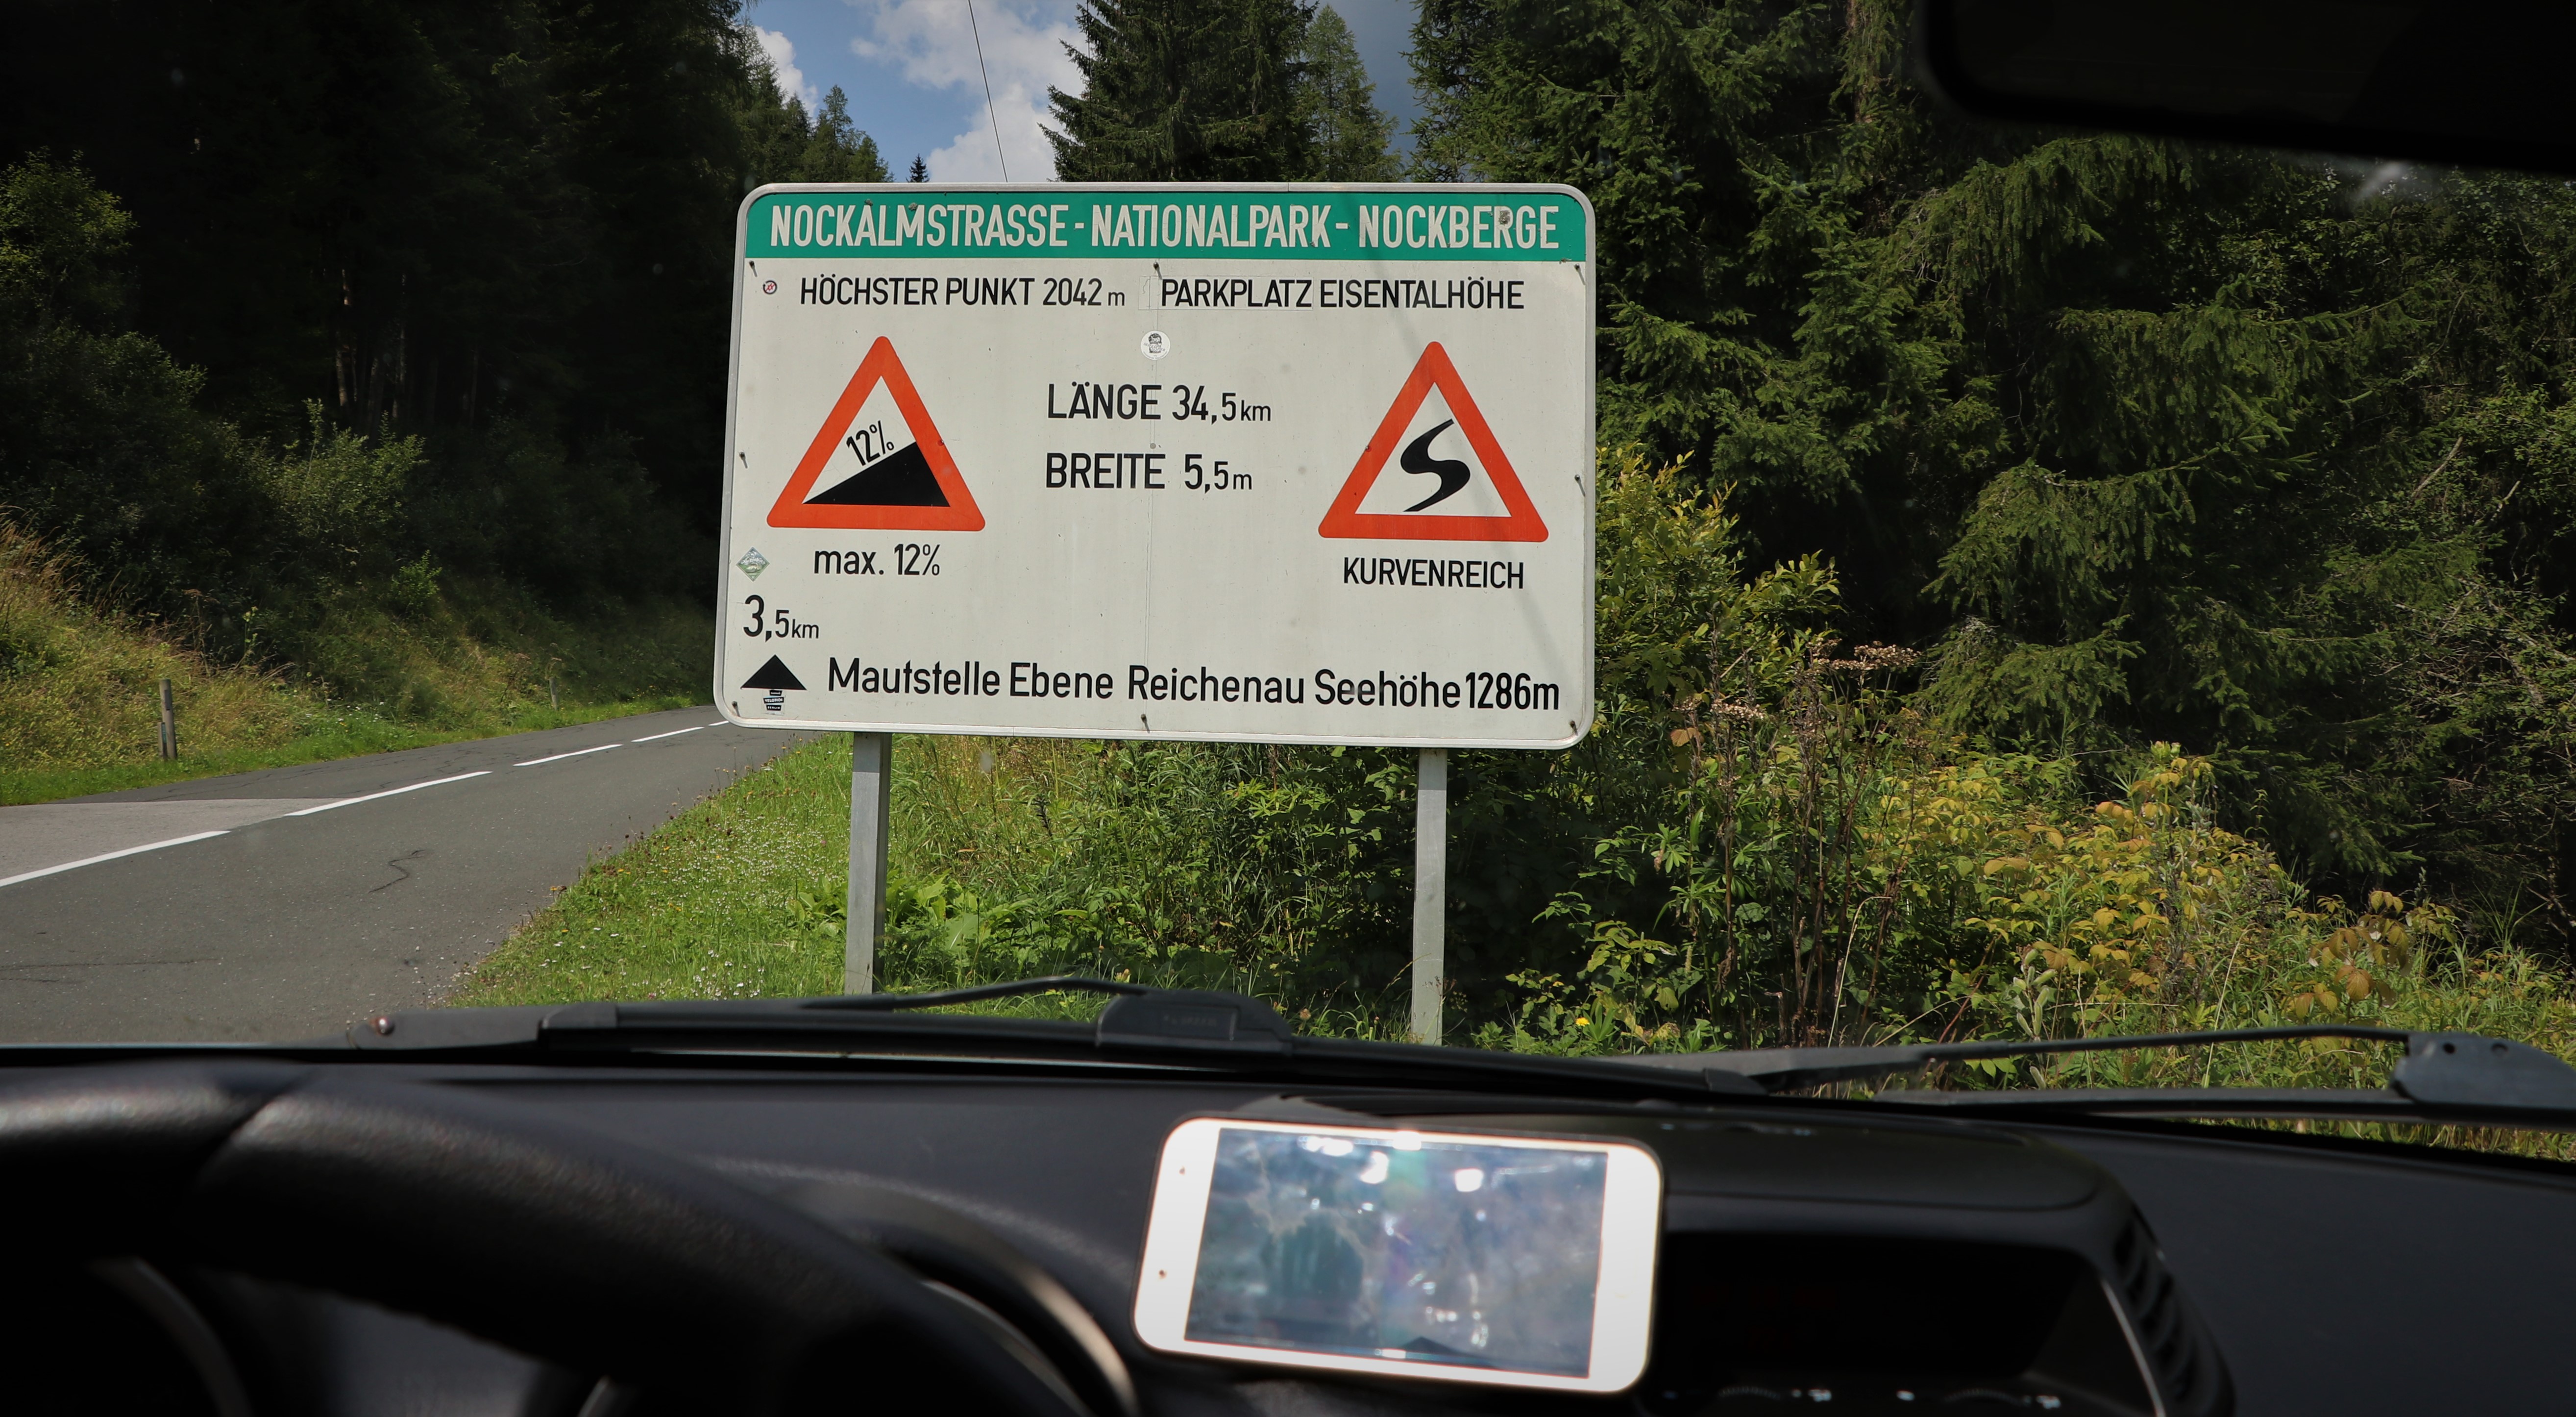 NOCKALMSTRASSE - NATIONALPARK - NOCKBERGE
HÖCHSTER PUNKT 2042 m PARKPLATZ EISENTALHÖHE
12%
LÄNGE 34,5 km
BREITE 5,5 m
max. 12%
KURVENREICH
3,5 km
Mautstelle Ebene Reichenau Seehöhe 1286m